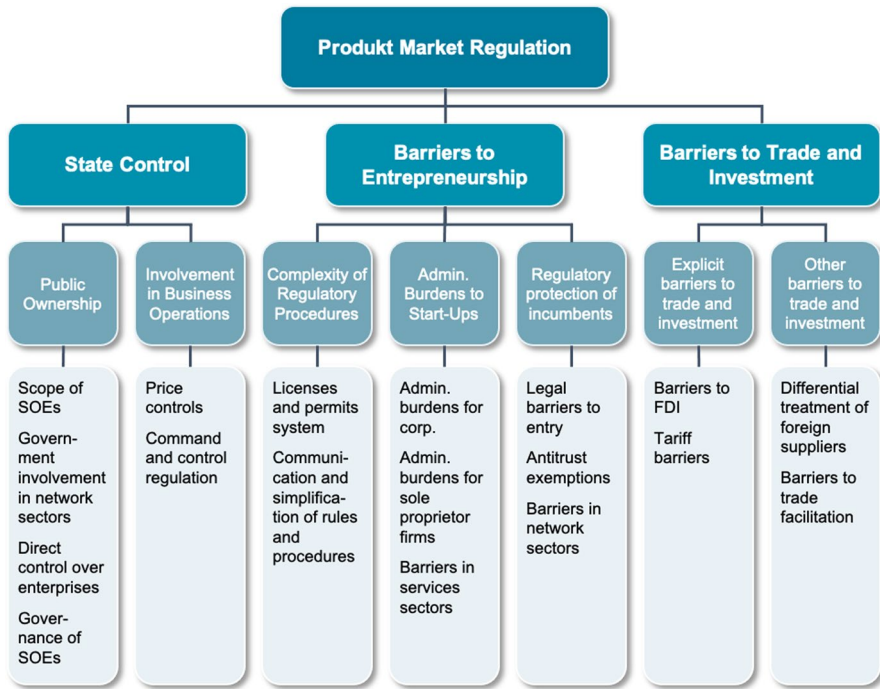 Produkt Market Regulation
State Control
Barriers to
Entrepreneurship
Barriers to Trade and
Investment
Public
Ownership
Involvement
in Business
Operations
Complexity of
Regulatory
Procedures
Admin.
Burdens to
Start-Ups
Regulatory
protection of
incumbents
Explicit
barriers to
trade and
investment
Other
barriers to
trade and
investment
Scope of
SOEs
Govern-
ment
involvement
in network
sectors
Direct
control over
enterprises
Gover-
nance of
SOEs
Price
controls
Command
and control
regulation
Licenses
and permits
system
Communi-
cation and
simplifica-
tion of rules
and
procedures
Admin.
burdens for
corp.
Admin.
burdens for
sole
proprietor
firms
Barriers in
services
sectors
Legal
barriers to
entry
Antitrust
exemptions
Barriers in
network
sectors
Barriers to
FDI
Tariff
barriers
Differential
treatment of
foreign
suppliers
Barriers to
trade
facilitation